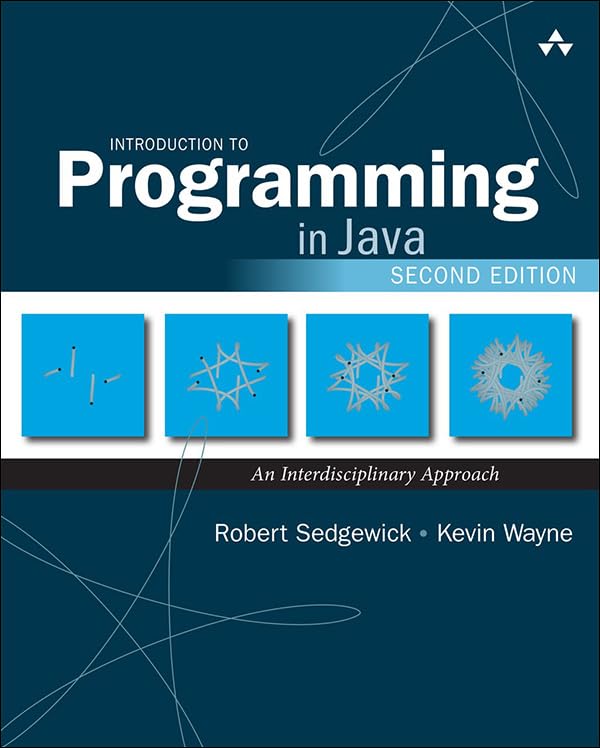 INTRODUCTION TO
Programming
in Java
SECOND EDITION
An Interdisciplinary Approach
Robert Sedgewick • Kevin Wayne